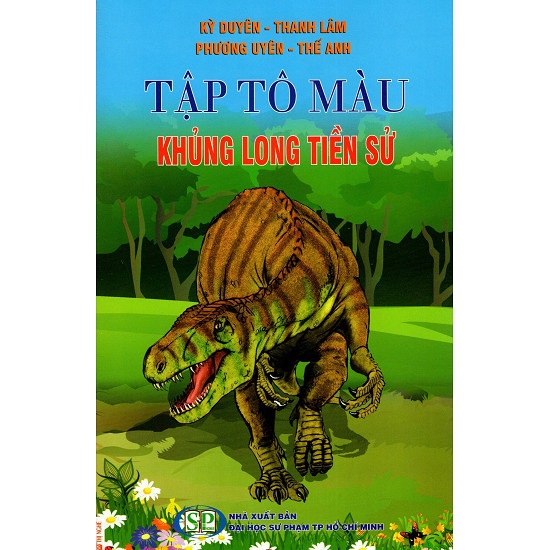 KỲ DUYÊN - THANH LÂM
PHƯƠNG UYÊN - THẾ ANH
TẬP TÔ MÀU
KHỦNG LONG TIỀN SỬ
SP
NHÀ XUẤT BẢN
ĐẠI HỌC SƯ PHẠM TP HỒ CHÍ MINH